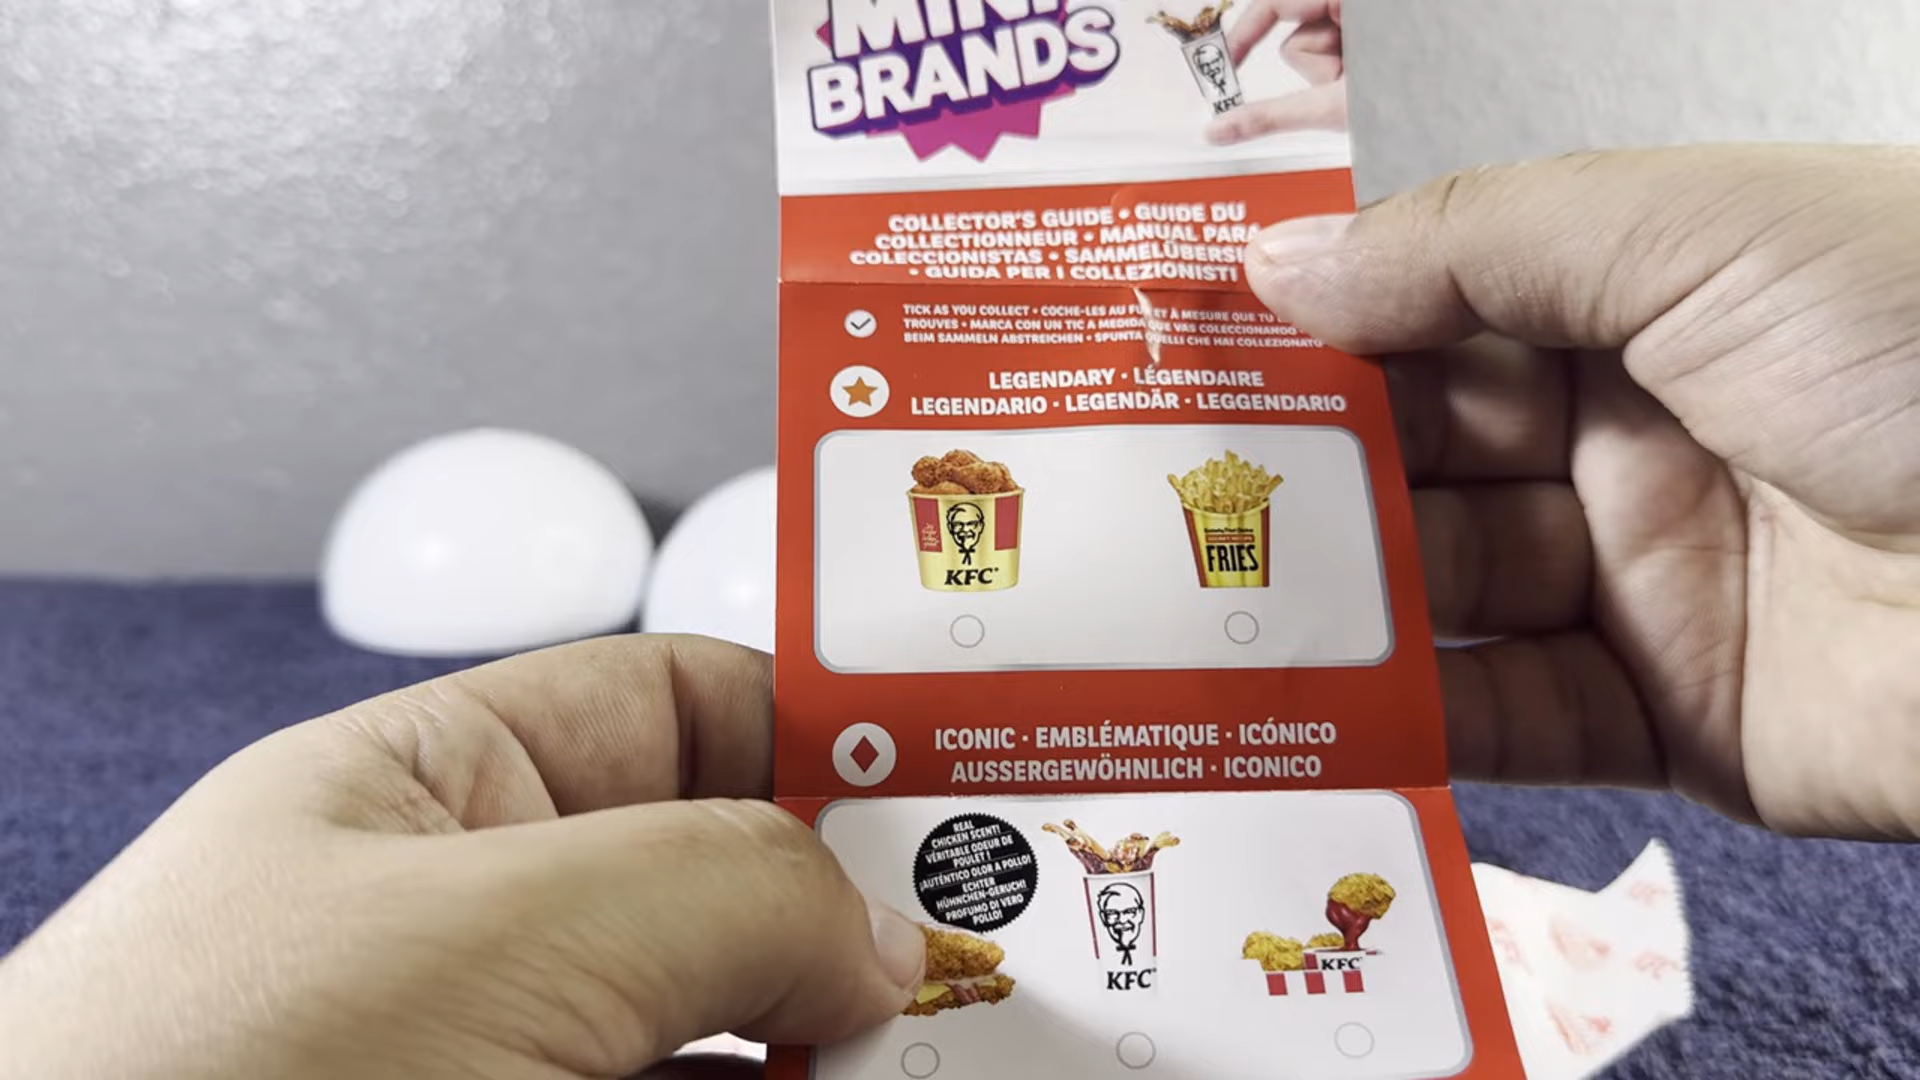 MINI
BRANDS
KFC
COLLECTOR'S GUIDE • GUIDE DU
COLLECTIONNEUR • MANUAL PARA
COLECCIONISTAS • SAMMELÜBERSI
• GUIDA PER I COLLEZIONISTI
TICK AS YOU COLLECT • COCHE-LES AU FUR ET À MESURE QUE TU
TROUVES • MARCA CON UN TIC A MEDIDA QUE VAS COLECCIONANDO •
BEIM SAMMELN ABSTREICHEN • SPUNTA QUELLI CHE HAI COLLEZIONATO
LEGENDARY · LÉGENDAIRE
LEGENDARIO · LEGENDÄR · LEGGENDARIO
KFC
FRIES
ICONIC · EMBLÉMATIQUE · ICÓNICO
AUSSERGEWÖHNLICH · ICONICO
REAL
CHICKEN SCENT!
VÉRITABLE ODEUR DE
POULET !
¡AUTÉNTICO OLOR A POLLO!
ECHTER
HÜHNCHEN-GERUCH!
PROFUMO DI VERO
POLLO!
KFC
KFC